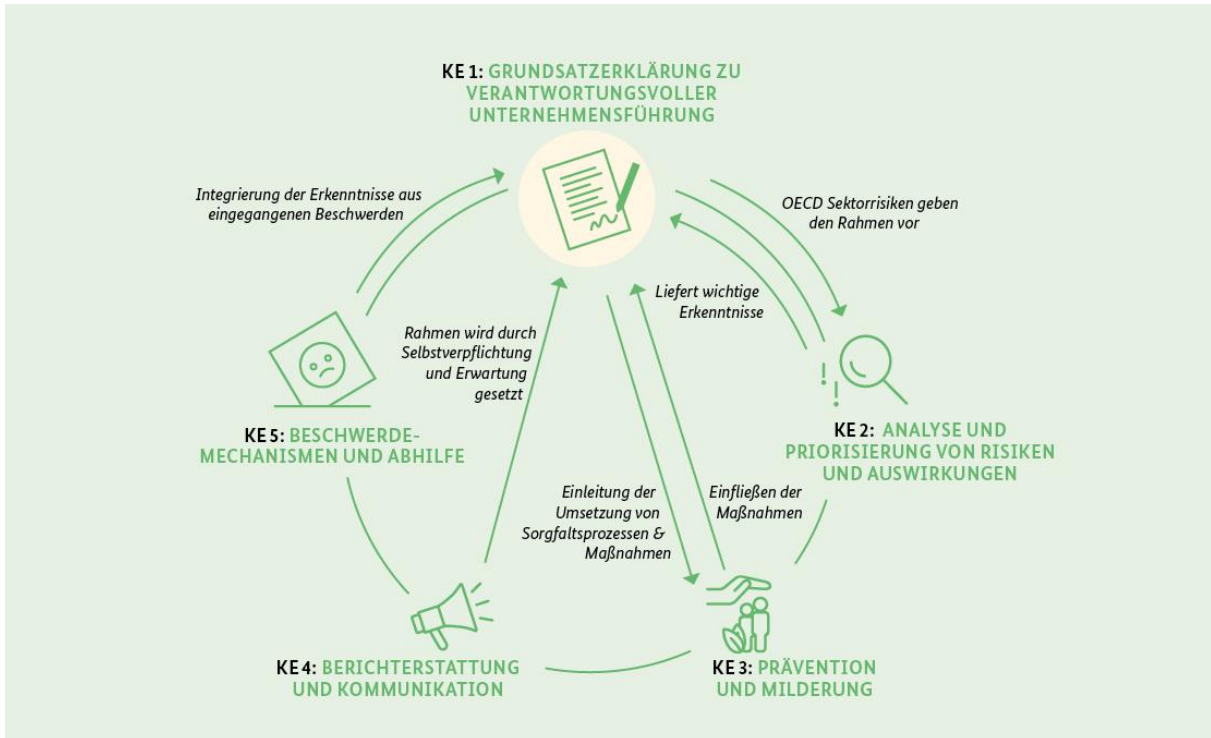 KE 1: GRUNDSATZERKLÄRUNG ZU
VERANTWORTUNGSVOLLER
UNTERNEHMENSFÜHRUNG
Integrierung der Erkenntnisse aus
eingegangenen Beschwerden
OECD Sektorrisiken geben
den Rahmen vor
Liefert wichtige
Erkenntnisse
Rahmen wird durch
Selbstverpflichtung
und Erwartung
gesetzt
KE 5: BESCHWERDE-
MECHANISMEN UND ABHILFE
KE 2: ANALYSE UND
PRIORISIERUNG VON RISIKEN
UND AUSWIRKUNGEN
Einleitung der
Umsetzung von
Sorgfaltsprozessen &
Maßnahmen
Einfließen der
Maßnahmen
KE 4: BERICHTERSTATTUNG
UND KOMMUNIKATION
KE 3: PRÄVENTION
UND MILDERUNG